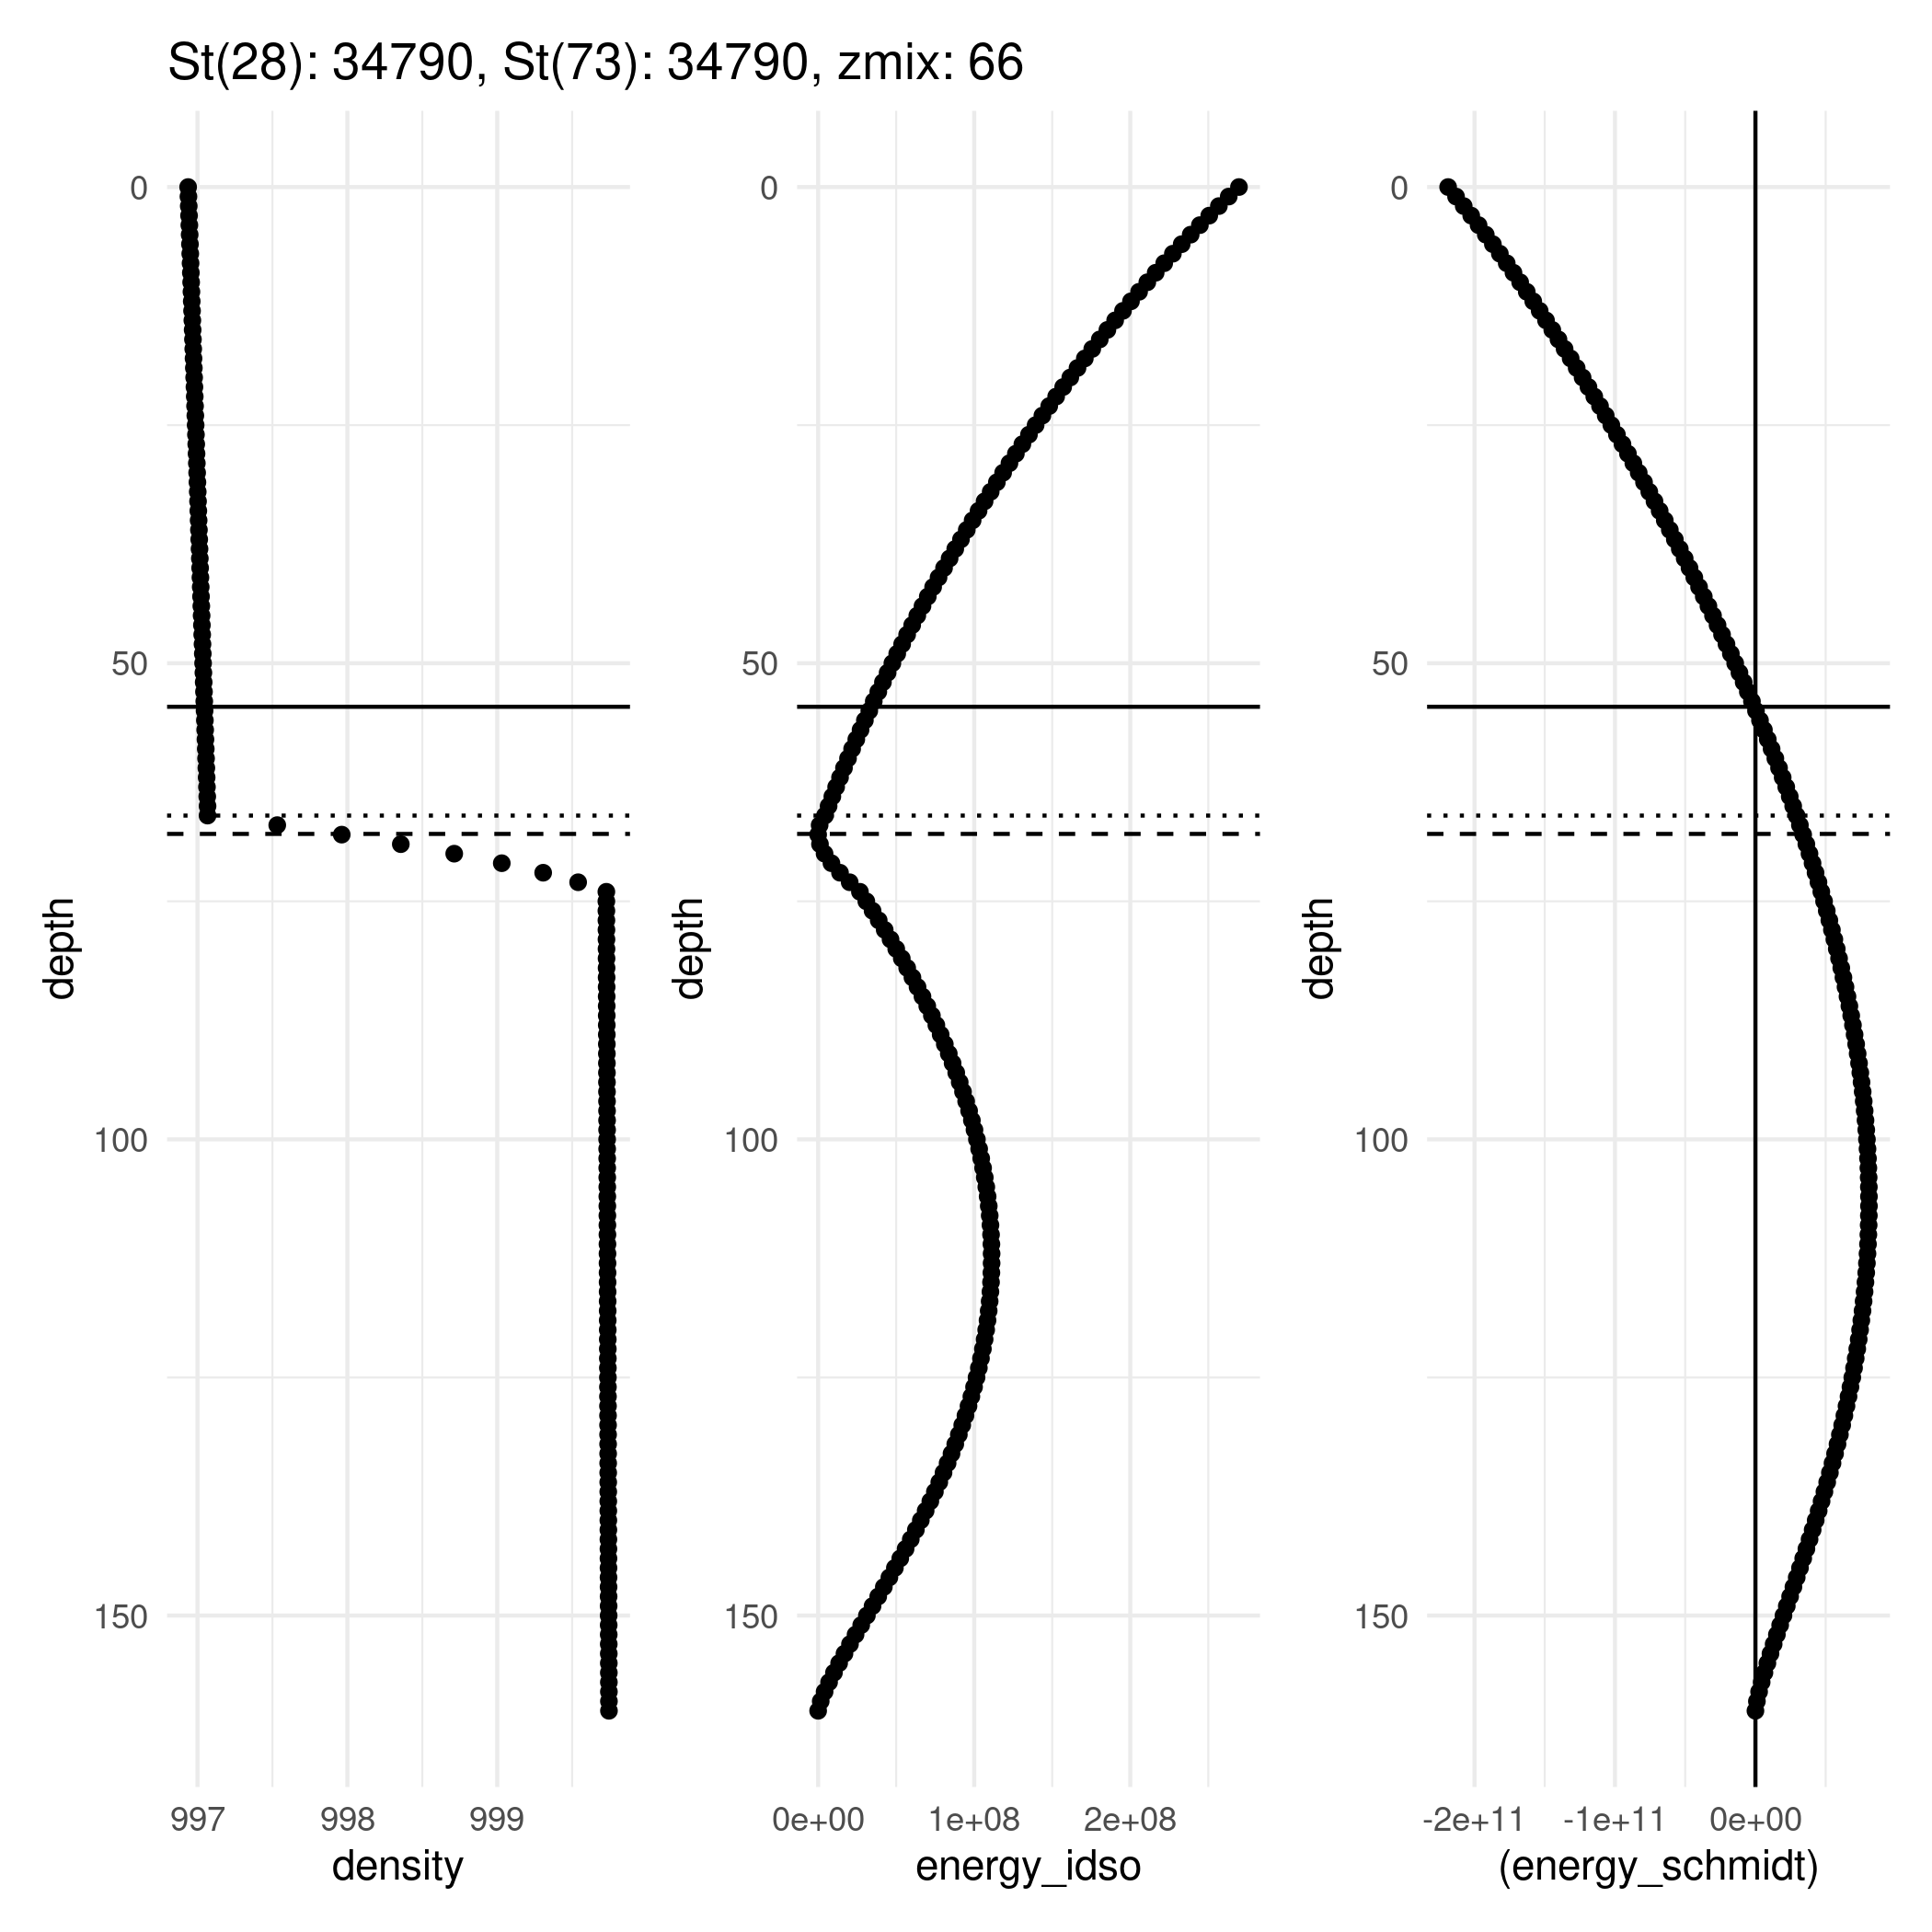 St(28): 34790, St(73): 34790, zmix: 66
depth
0
50
100
150
997 998 999
density
depth
0
50
100
150
0e+00 1e+08 2e+08
energy_idso
depth
0
50
100
150
-2e+11 -1e+11 0e+00
(energy_schmidt)